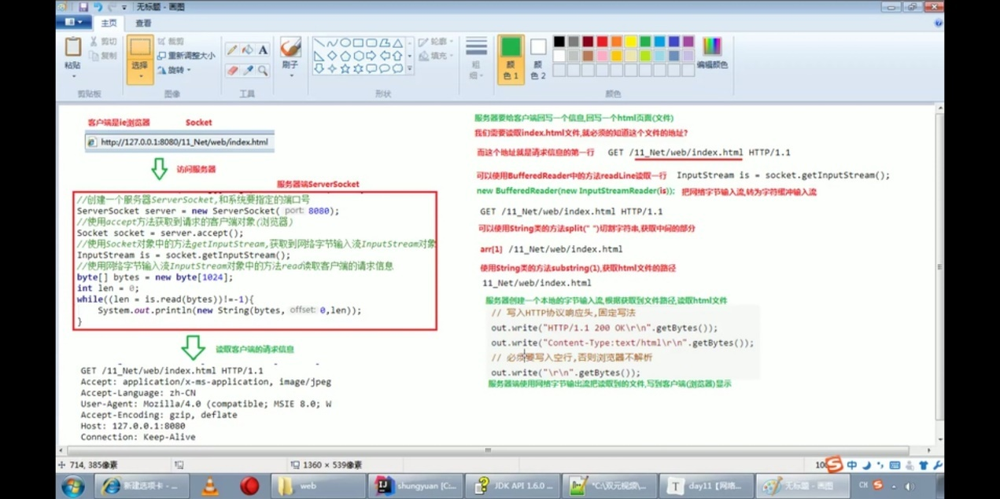 无标题 - 画图
主页
查看
粘贴
剪切
复制
剪贴板
选择
裁剪
重新调整大小
旋转
图像
工具
刷子
形状
轮廓
填充
粗
细
颜
色 1
颜
色 2
颜色
编辑颜色
客户端是ie浏览器
Socket
http://127.0.0.1:8080/11_Net/web/index.html
访问服务器
服务器端ServerSocket
//创建一个服务器ServerSocket,和系统要指定的端口号
ServerSocket server = new ServerSocket( port: 8080);
//使用accept方法获取到请求的客户端对象(浏览器)
Socket socket = server.accept();
//使用Socket对象中的方法getInputStream,获取到网络字节输入流InputStream对象
InputStream is = socket.getInputStream();
//使用网络字节输入流InputStream对象中的方法read读取客户端的请求信息
byte[] bytes = new byte[1024];
int len = 0;
while((len = is.read(bytes))!=-1){
System.out.println(new String(bytes, offset: 0,len));
}
读取客户端的请求信息
GET /11_Net/web/index.html HTTP/1.1
Accept: application/x-ms-application, image/jpeg
Accept-Language: zh-CN
User-Agent: Mozilla/4.0 (compatible; MSIE 8.0; W
Accept-Encoding: gzip, deflate
Host: 127.0.0.1:8080
Connection: Keep-Alive
服务器要给客户端回写一个信息,回写一个html页面(文件)
我们需要读取index.html文件,就必须的知道这个文件的地址?
而这个地址就是请求信息的第一行 GET /11_Net/web/index.html HTTP/1.1
可以使用BufferedReader中的方法readLine读取一行 InputStream is = socket.getInputStream();
new BufferedReader(new InputStreamReader(is)); 把网络字节输入流,转为字符缓冲输入流
GET /11_Net/web/index.html HTTP/1.1
可以使用String类的方法split(" ")切割字符串,获取中间的部分
arr[1] /11_Net/web/index.html
使用String类的方法substring(1),获取html文件的路径
11_Net/web/index.html
服务器创建一个本地的字节输入流,根据获取到文件路径,读取html文件
// 写入HTTP协议响应头,固定写法
out.write("HTTP/1.1 200 OK\r\n".getBytes());
out.write("Content-Type:text/html\r\n".getBytes());
// 必须要写入空行,否则浏览器不解析
out.write("\r\n".getBytes());
服务器端使用网络字节输出流把读取到的文件,写到客户端(浏览器)显示
714, 385像素
1360 × 539像素
10
中
新建选项卡 - ...
web
shungyuan [C:...
JDK API 1.6.0 ...
*C:\双元视频\...
day11【网络...
无标题 - 画图
CH